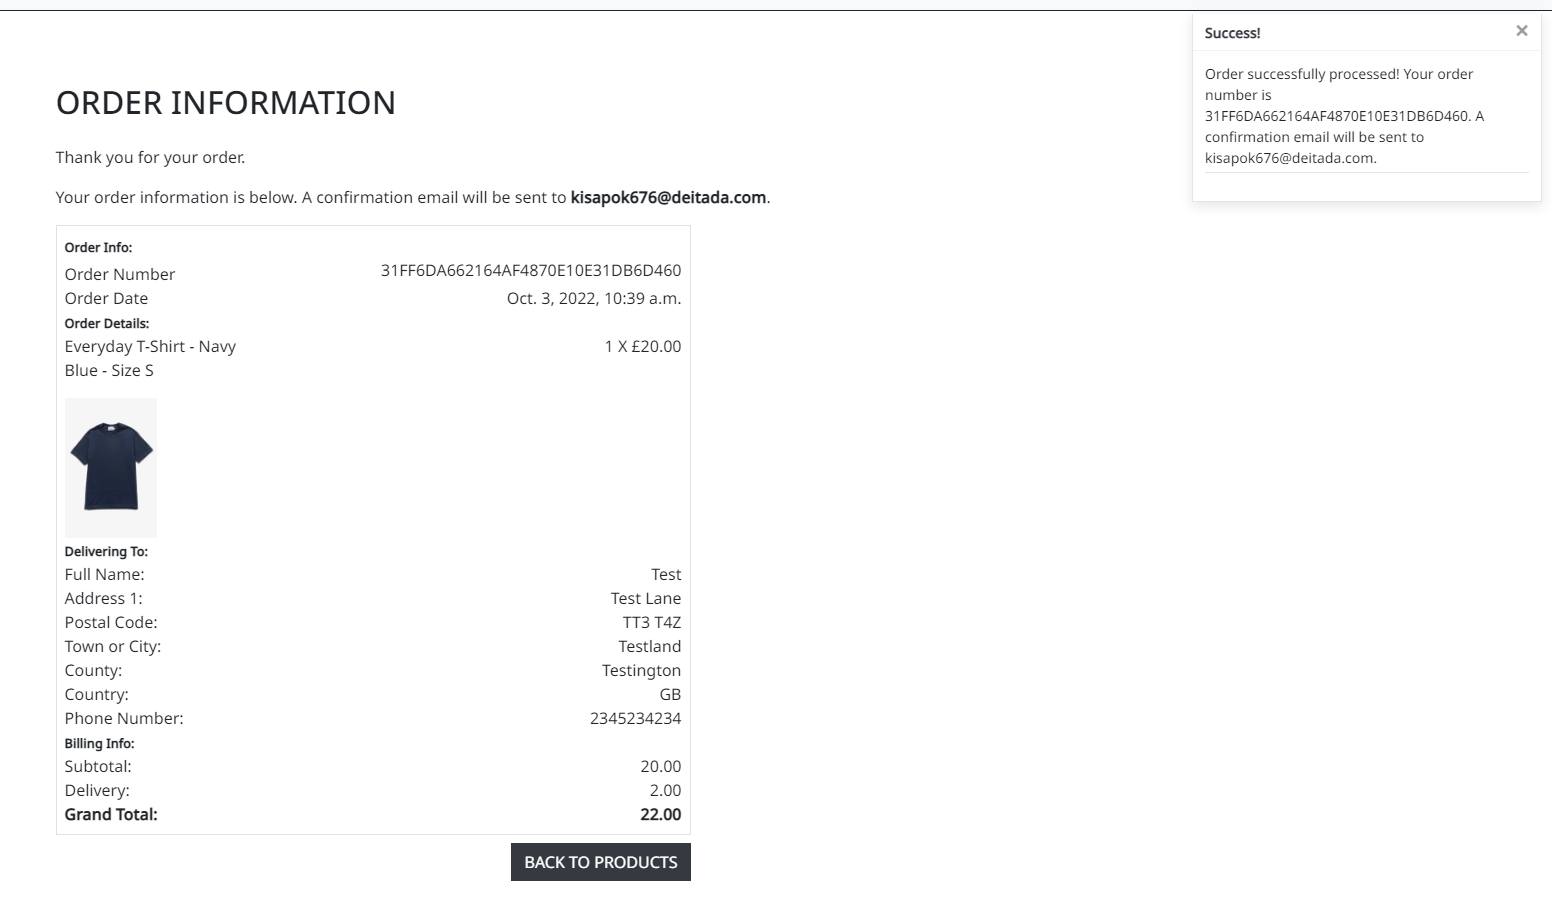 Success!
×
Order successfully processed! Your order
number is
31FF6DA662164AF4870E10E31DB6D460. A
confirmation email will be sent to
kisapok676@deitada.com.
ORDER INFORMATION
Thank you for your order.
Your order information is below. A confirmation email will be sent to kisapok676@deitada.com.
Order Info:
Order Number 31FF6DA662164AF4870E10E31DB6D460
Order Date Oct. 3, 2022, 10:39 a.m.
Order Details:
Everyday T-Shirt - Navy 1 X £20.00
Blue - Size S
Delivering To:
Full Name: Test
Address 1: Test Lane
Postal Code: TT3 T4Z
Town or City: Testland
County: Testington
Country: GB
Phone Number: 2345234234
Billing Info:
Subtotal: 20.00
Delivery: 2.00
Grand Total: 22.00
BACK TO PRODUCTS